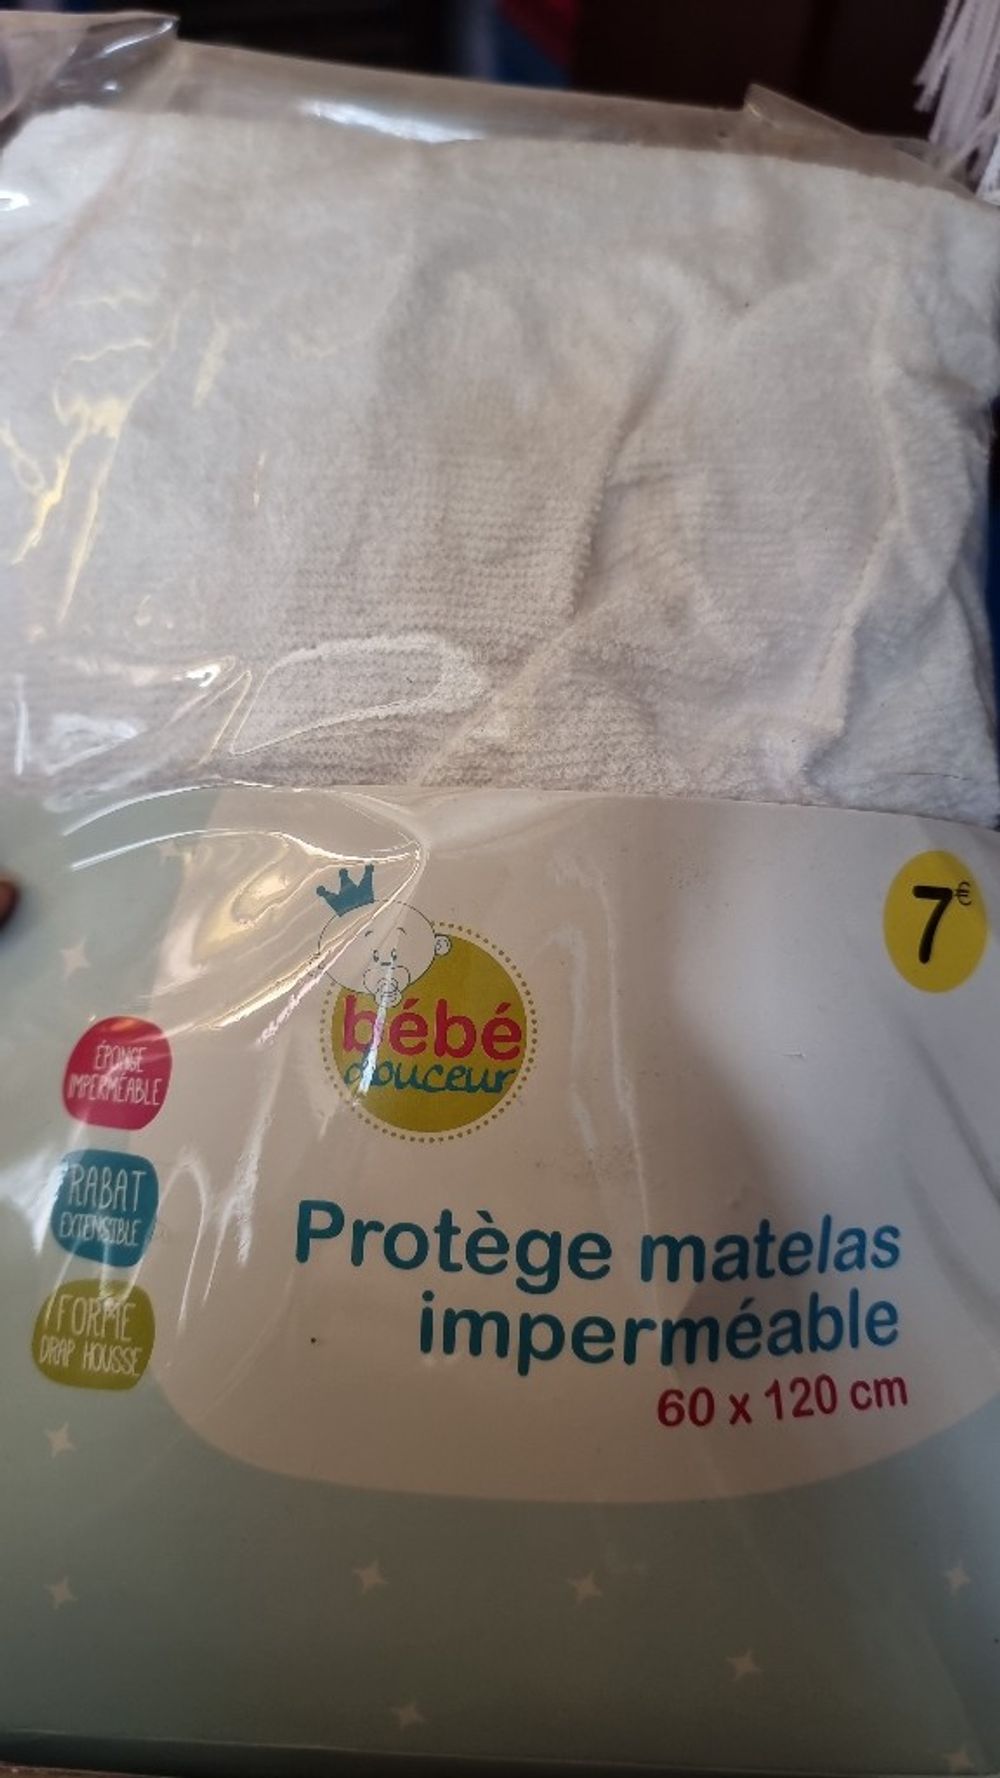 7€
bébé
douceur
ÉPONGE
IMPERMÉABLE
RABAT
EXTENSIBLE
FORME
DRAP HOUSSE
Protège matelas
imperméable
60 x 120 cm